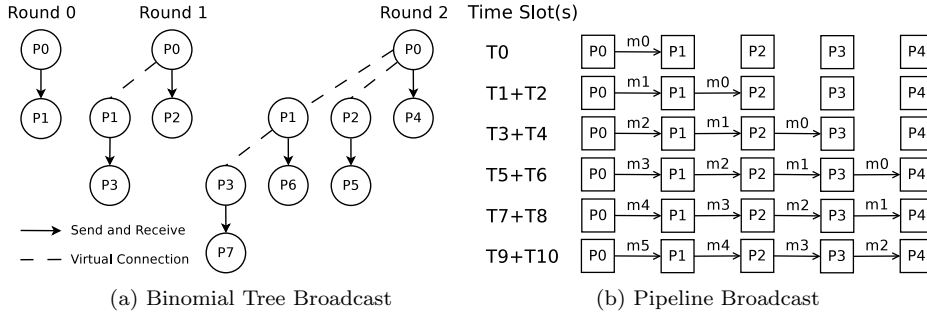 Round 0 Round 1 Round 2
P0 P0 P4
P1 P1 P2 P1 P2 P4
P3 P3 P6 P5
P7
Send and Receive
Virtual Connection
(a) Binomial Tree Broadcast
Time Slot(s)
T0 P0 m0 P1 P2 P3 P4
T1+T2 P0 m1 P1 m0 P2 P3 P4
T3+T4 P0 m2 P1 m1 P2 m0 P3 P4
T5+T6 P0 m3 P1 m2 P2 m1 P3 m0 P4
T7+T8 P0 m4 P1 m3 P2 m2 P3 m1 P4
T9+T10 P0 m5 P1 m4 P2 m3 P3 m2 P4
(b) Pipeline Broadcast